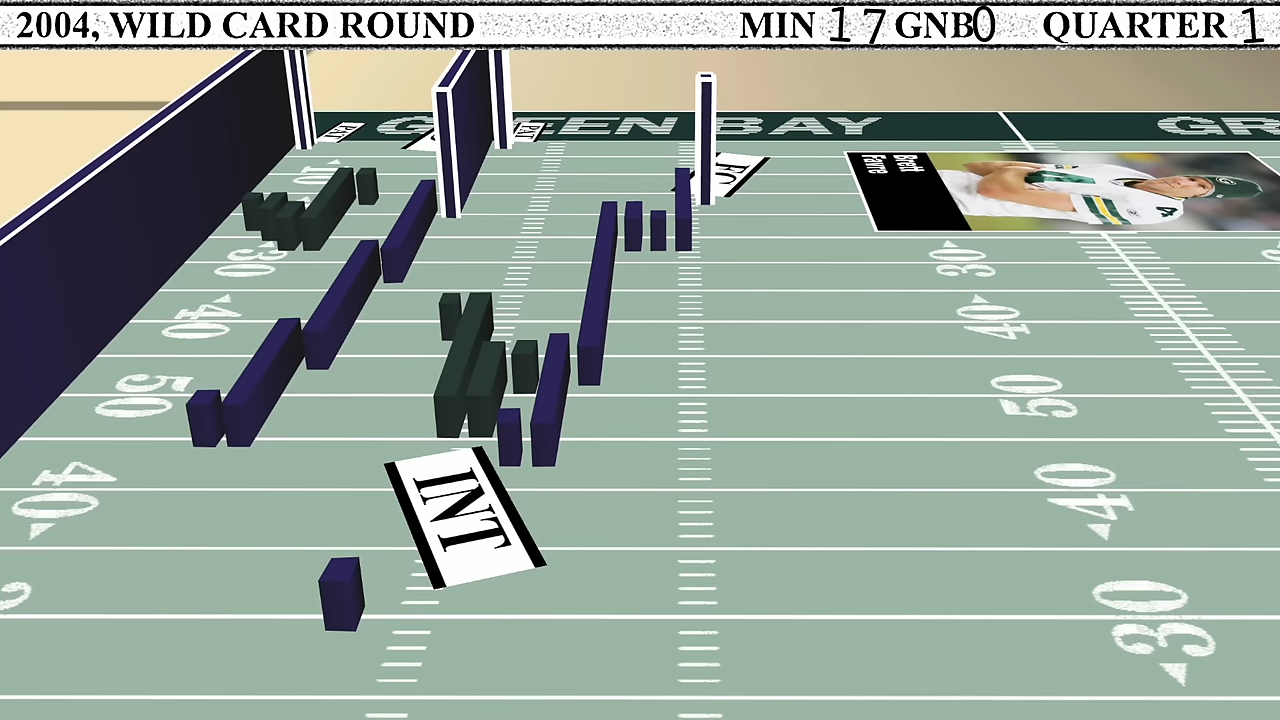 2004, WILD CARD ROUND MIN 17 GNB 0 QUARTER 1
GREEN BAY GR
Brett
Favre
30 30
40 40
50 50
INT
40 40
30